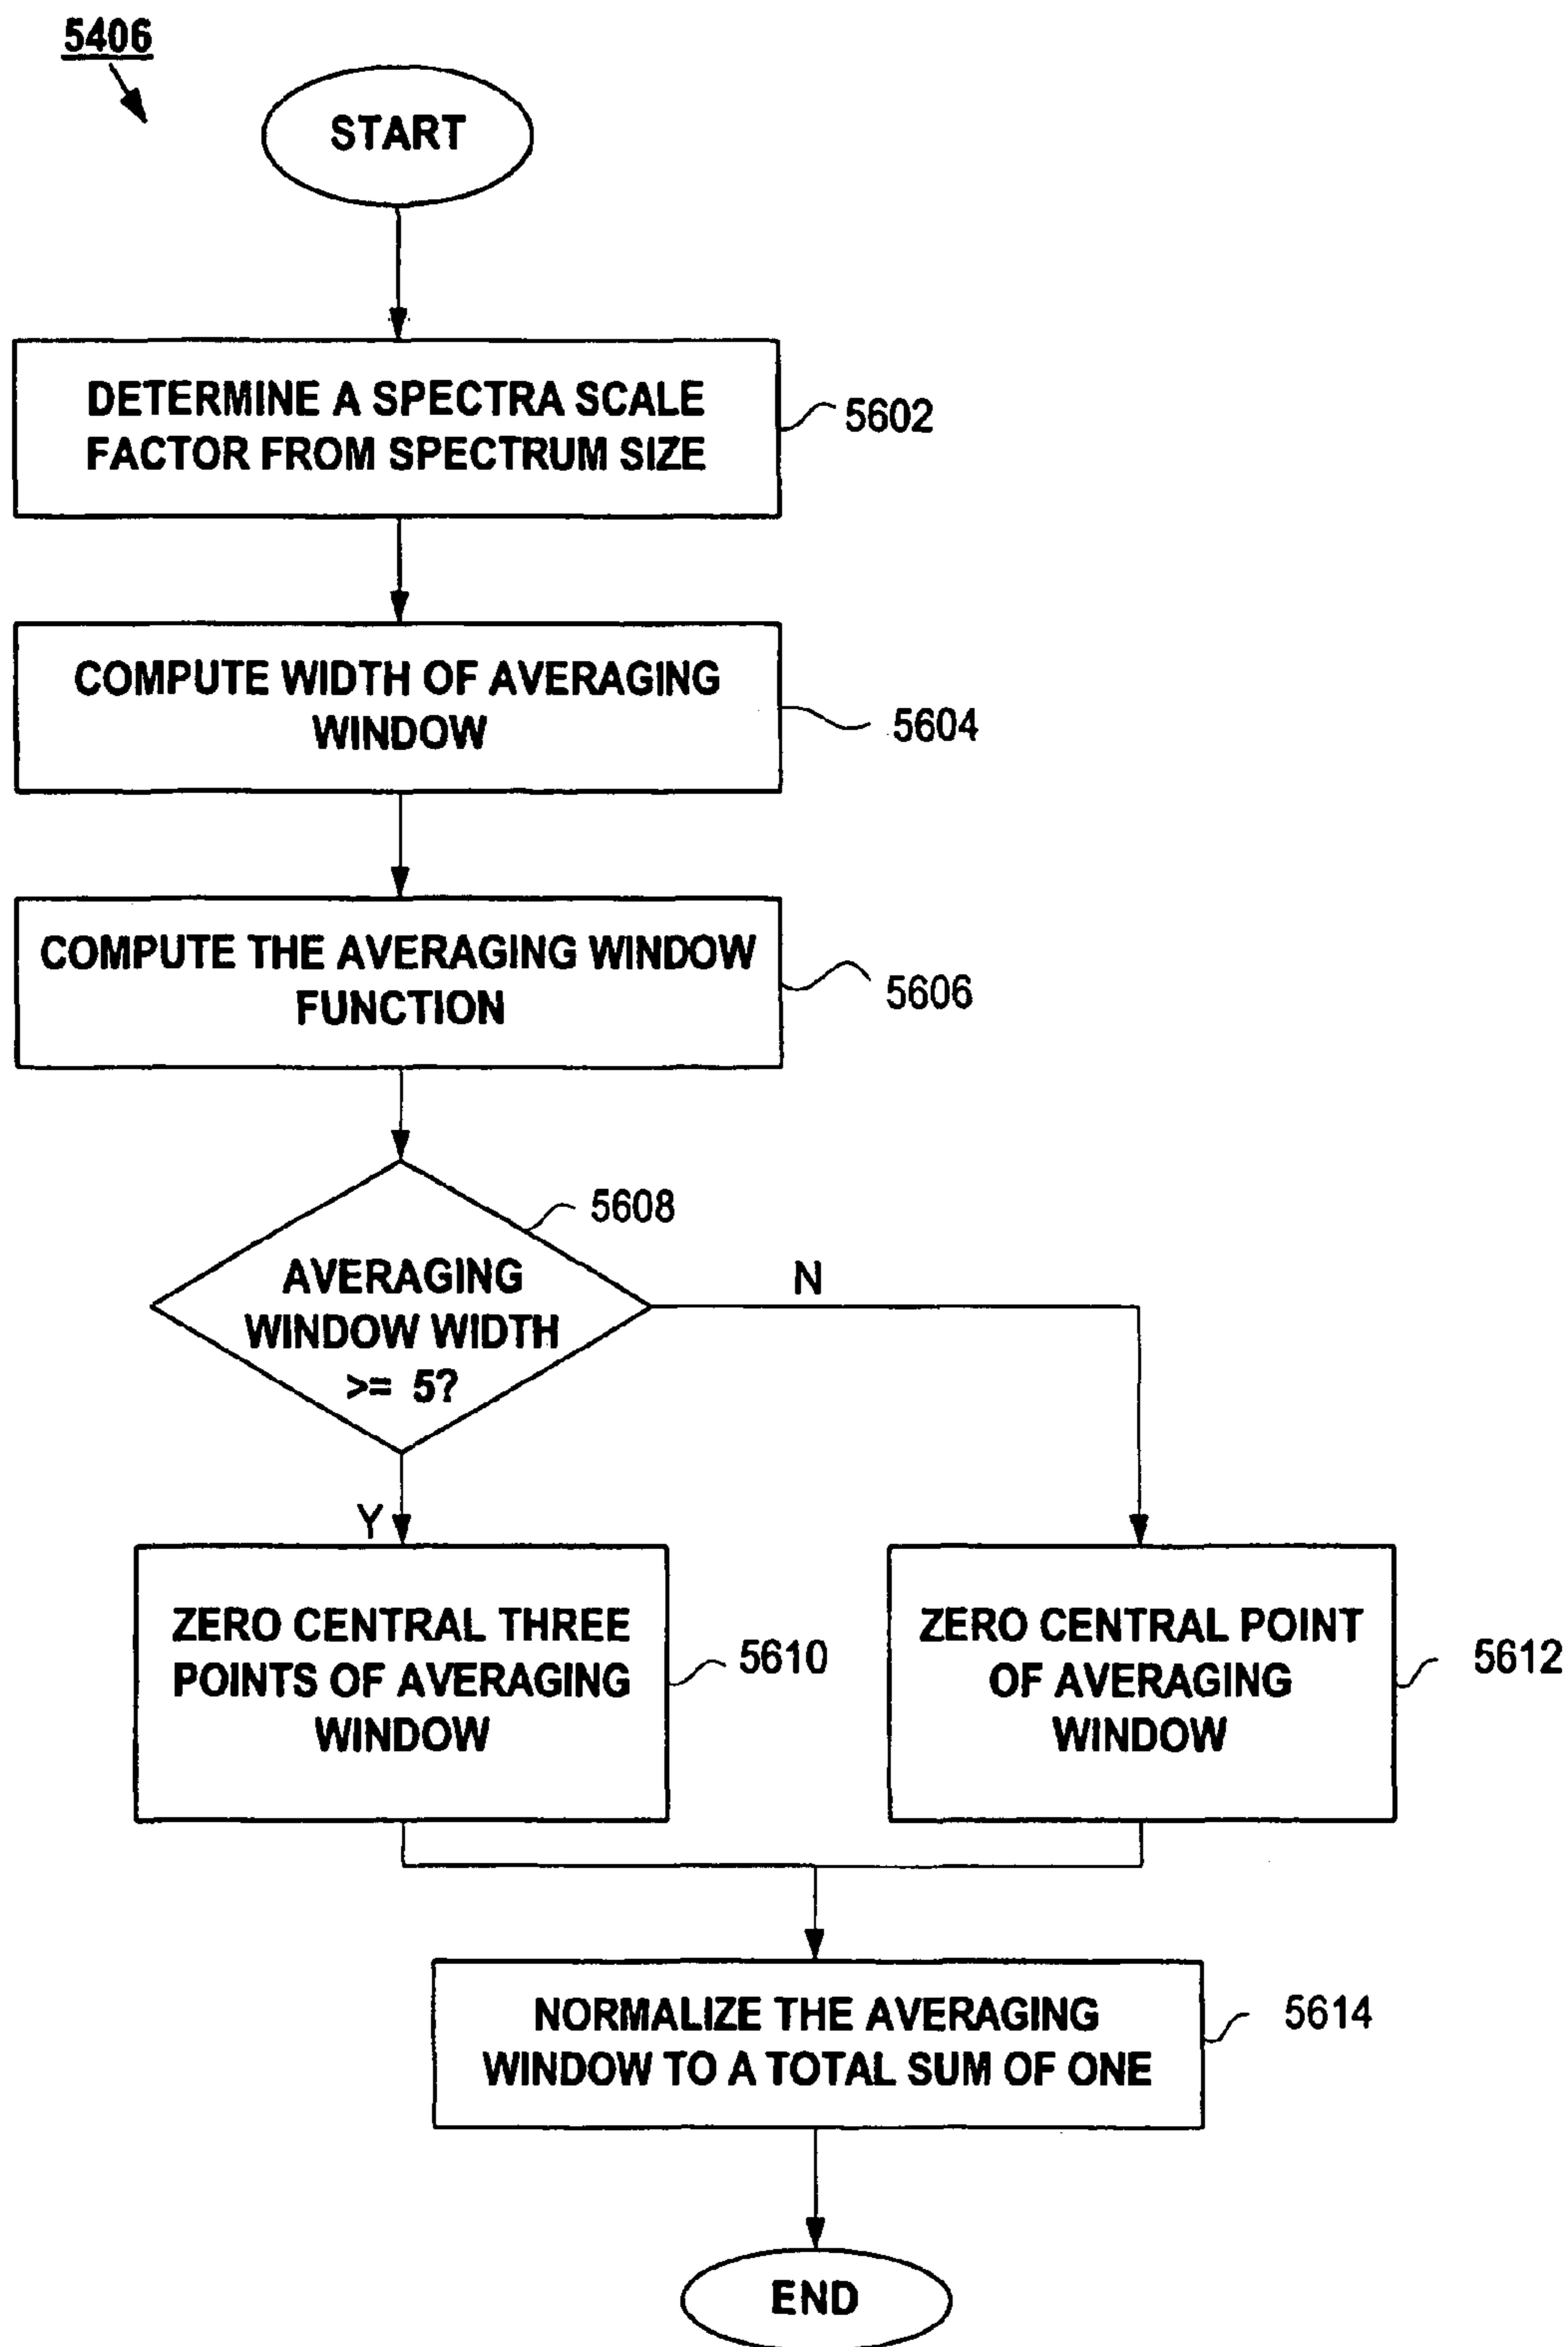 5406
START
DETERMINE A SPECTRA SCALE
FACTOR FROM SPECTRUM SIZE
5602
COMPUTE WIDTH OF AVERAGING
WINDOW
5604
COMPUTE THE AVERAGING WINDOW
FUNCTION
5606
5608
AVERAGING
WINDOW WIDTH
>= 5?
N
Y
ZERO CENTRAL THREE
POINTS OF AVERAGING
WINDOW
5610
ZERO CENTRAL POINT
OF AVERAGING
WINDOW
5612
NORMALIZE THE AVERAGING
WINDOW TO A TOTAL SUM OF ONE
5614
END